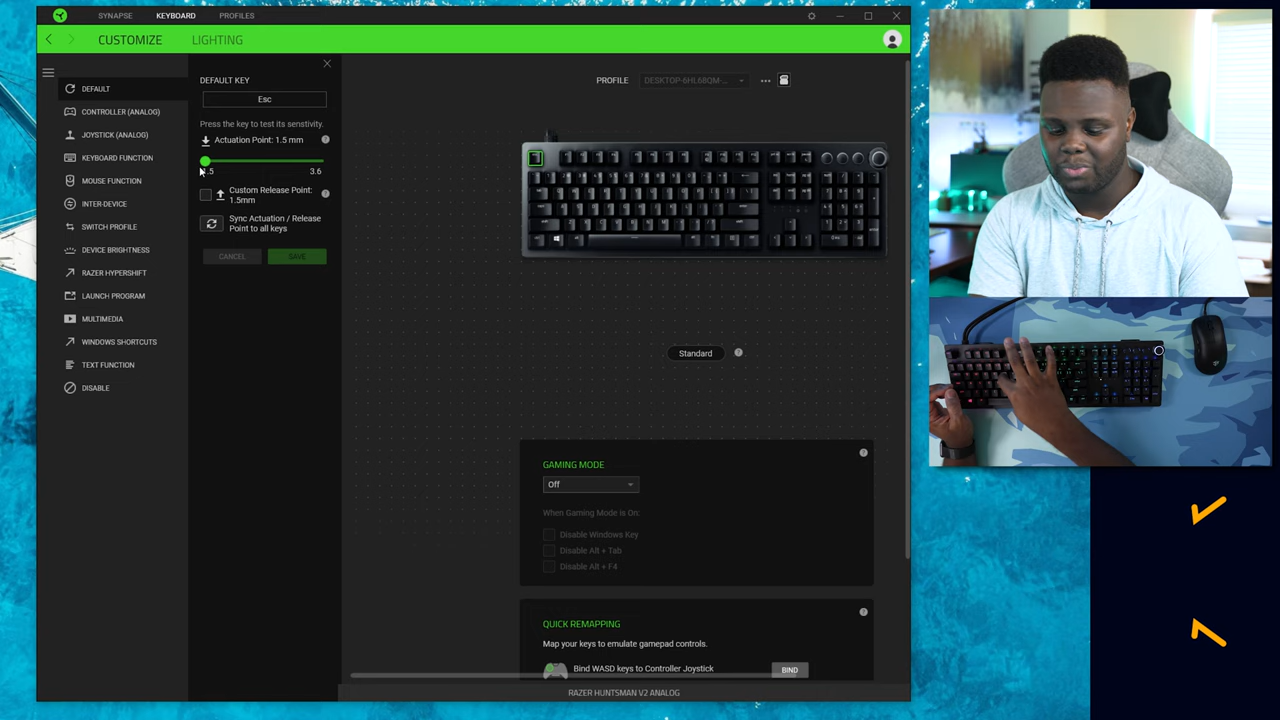 SYNAPSE
KEYBOARD
PROFILES
CUSTOMIZE
LIGHTING
DEFAULT
CONTROLLER (ANALOG)
JOYSTICK (ANALOG)
KEYBOARD FUNCTION
MOUSE FUNCTION
INTER-DEVICE
SWITCH PROFILE
DEVICE BRIGHTNESS
RAZER HYPERSHIFT
LAUNCH PROGRAM
MULTIMEDIA
WINDOWS SHORTCUTS
TEXT FUNCTION
DISABLE
DEFAULT KEY
Esc
Press the key to test its senstivity.
Actuation Point: 1.5 mm
3.6
Custom Release Point:
1.5mm
Sync Actuation / Release
Point to all keys
CANCEL
SAVE
PROFILE
DESKTOP-6HL68QM-...
Standard
GAMING MODE
Off
When Gaming Mode is On:
Disable Windows Key
Disable Alt + Tab
Disable Alt + F4
QUICK REMAPPING
Map your keys to emulate gamepad controls.
Bind WASD keys to Controller Joystick
BIND
RAZER HUNTSMAN V2 ANALOG